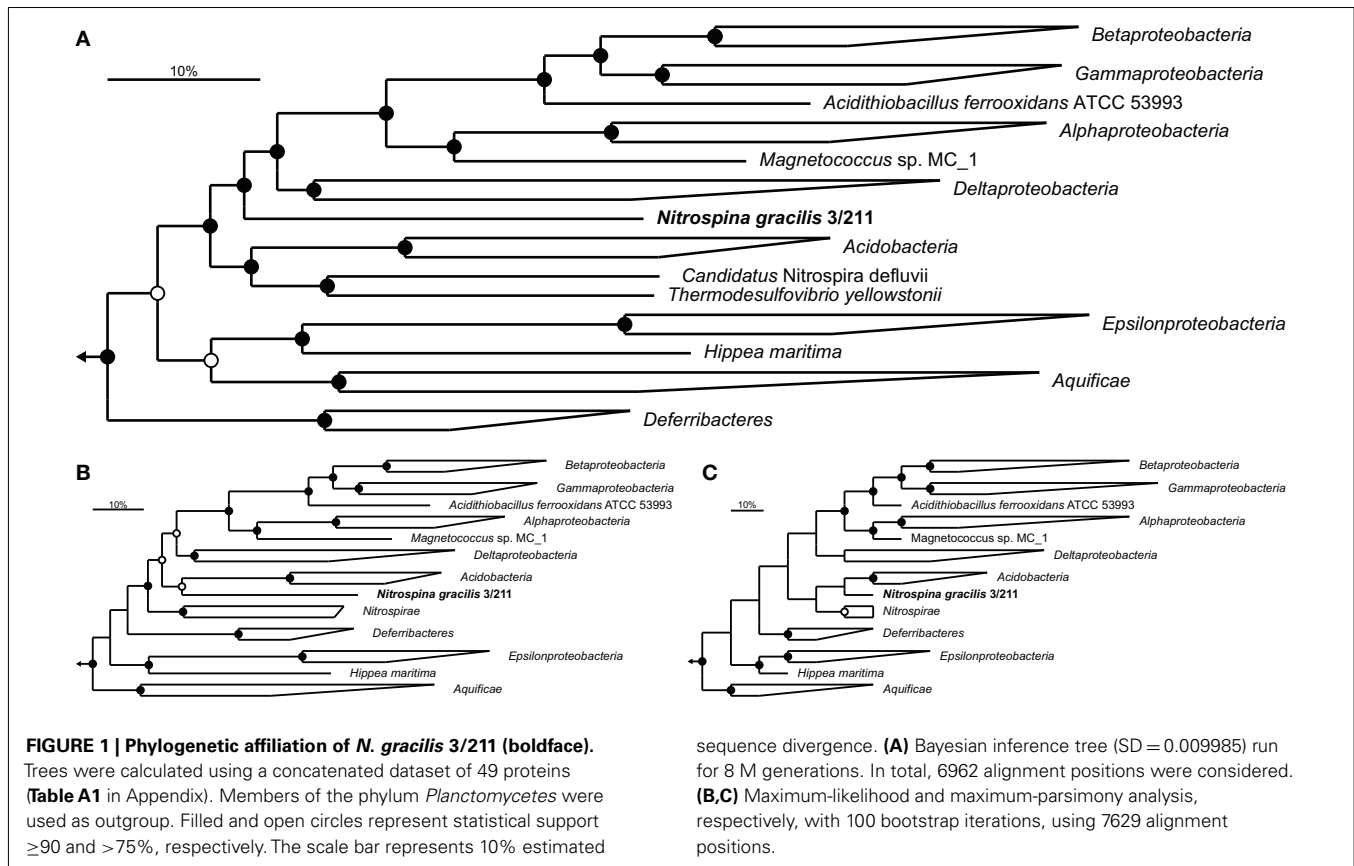 A
10%
Betaproteobacteria
Gammaproteobacteria
Acidithiobacillus ferrooxidans ATCC 53993
Alphaproteobacteria
Magnetococcus sp. MC_1
Deltaproteobacteria
Nitrospina gracilis 3/211
Acidobacteria
Candidatus Nitrospira defluvii
Thermodesulfovibrio yellowstonii
Epsilonproteobacteria
Hippea maritima
Aquificae
Deferribacteres
B
10%
Betaproteobacteria
Gammaproteobacteria
Acidithiobacillus ferrooxidans ATCC 53993
Alphaproteobacteria
Magnetococcus sp. MC_1
Deltaproteobacteria
Acidobacteria
Nitrospina gracilis 3/211
Nitrospirae
Deferribacteres
Epsilonproteobacteria
Hippea maritima
Aquificae
C
10%
Betaproteobacteria
Gammaproteobacteria
Acidithiobacillus ferrooxidans ATCC 53993
Alphaproteobacteria
Magnetococcus sp. MC_1
Deltaproteobacteria
Acidobacteria
Nitrospina gracilis 3/211
Nitrospirae
Deferribacteres
Epsilonproteobacteria
Hippea maritima
Aquificae
FIGURE 1 | Phylogenetic affiliation of N. gracilis 3/211 (boldface).
Trees were calculated using a concatenated dataset of 49 proteins
(Table A1 in Appendix). Members of the phylum Planctomycetes were
used as outgroup. Filled and open circles represent statistical support
≥90 and >75%, respectively. The scale bar represents 10% estimated
sequence divergence. (A) Bayesian inference tree (SD = 0.009985) run
for 8 M generations. In total, 6962 alignment positions were considered.
(B,C) Maximum-likelihood and maximum-parsimony analysis,
respectively, with 100 bootstrap iterations, using 7629 alignment
positions.